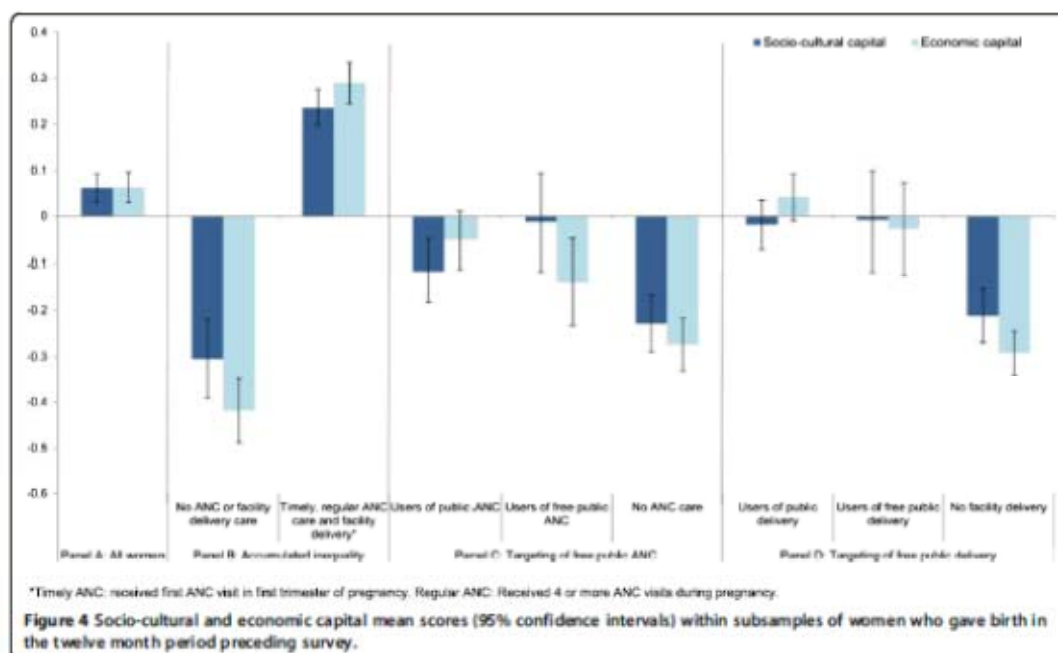 0.4
Socio-cultural capital Economic capital
0.3
0.2
0.1
0
-0.1
-0.2
-0.3
-0.4
-0.5
-0.6
No ANC or facility delivery care
Timely, regular ANC care and facility delivery*
Users of public ANC
Users of free public ANC
No ANC care
Users of public delivery
Users of free public delivery
No facility delivery
Panel A: All women
Panel B: Accumulated inequality
Panel C: Targeting of free public ANC
Panel D: Targeting of free public delivery
*Timely ANC: received first ANC visit in first trimester of pregnancy. Regular ANC: Received 4 or more ANC visits during pregnancy.
Figure 4 Socio-cultural and economic capital mean scores (95% confidence intervals) within subsamples of women who gave birth in
the twelve month period preceding survey.